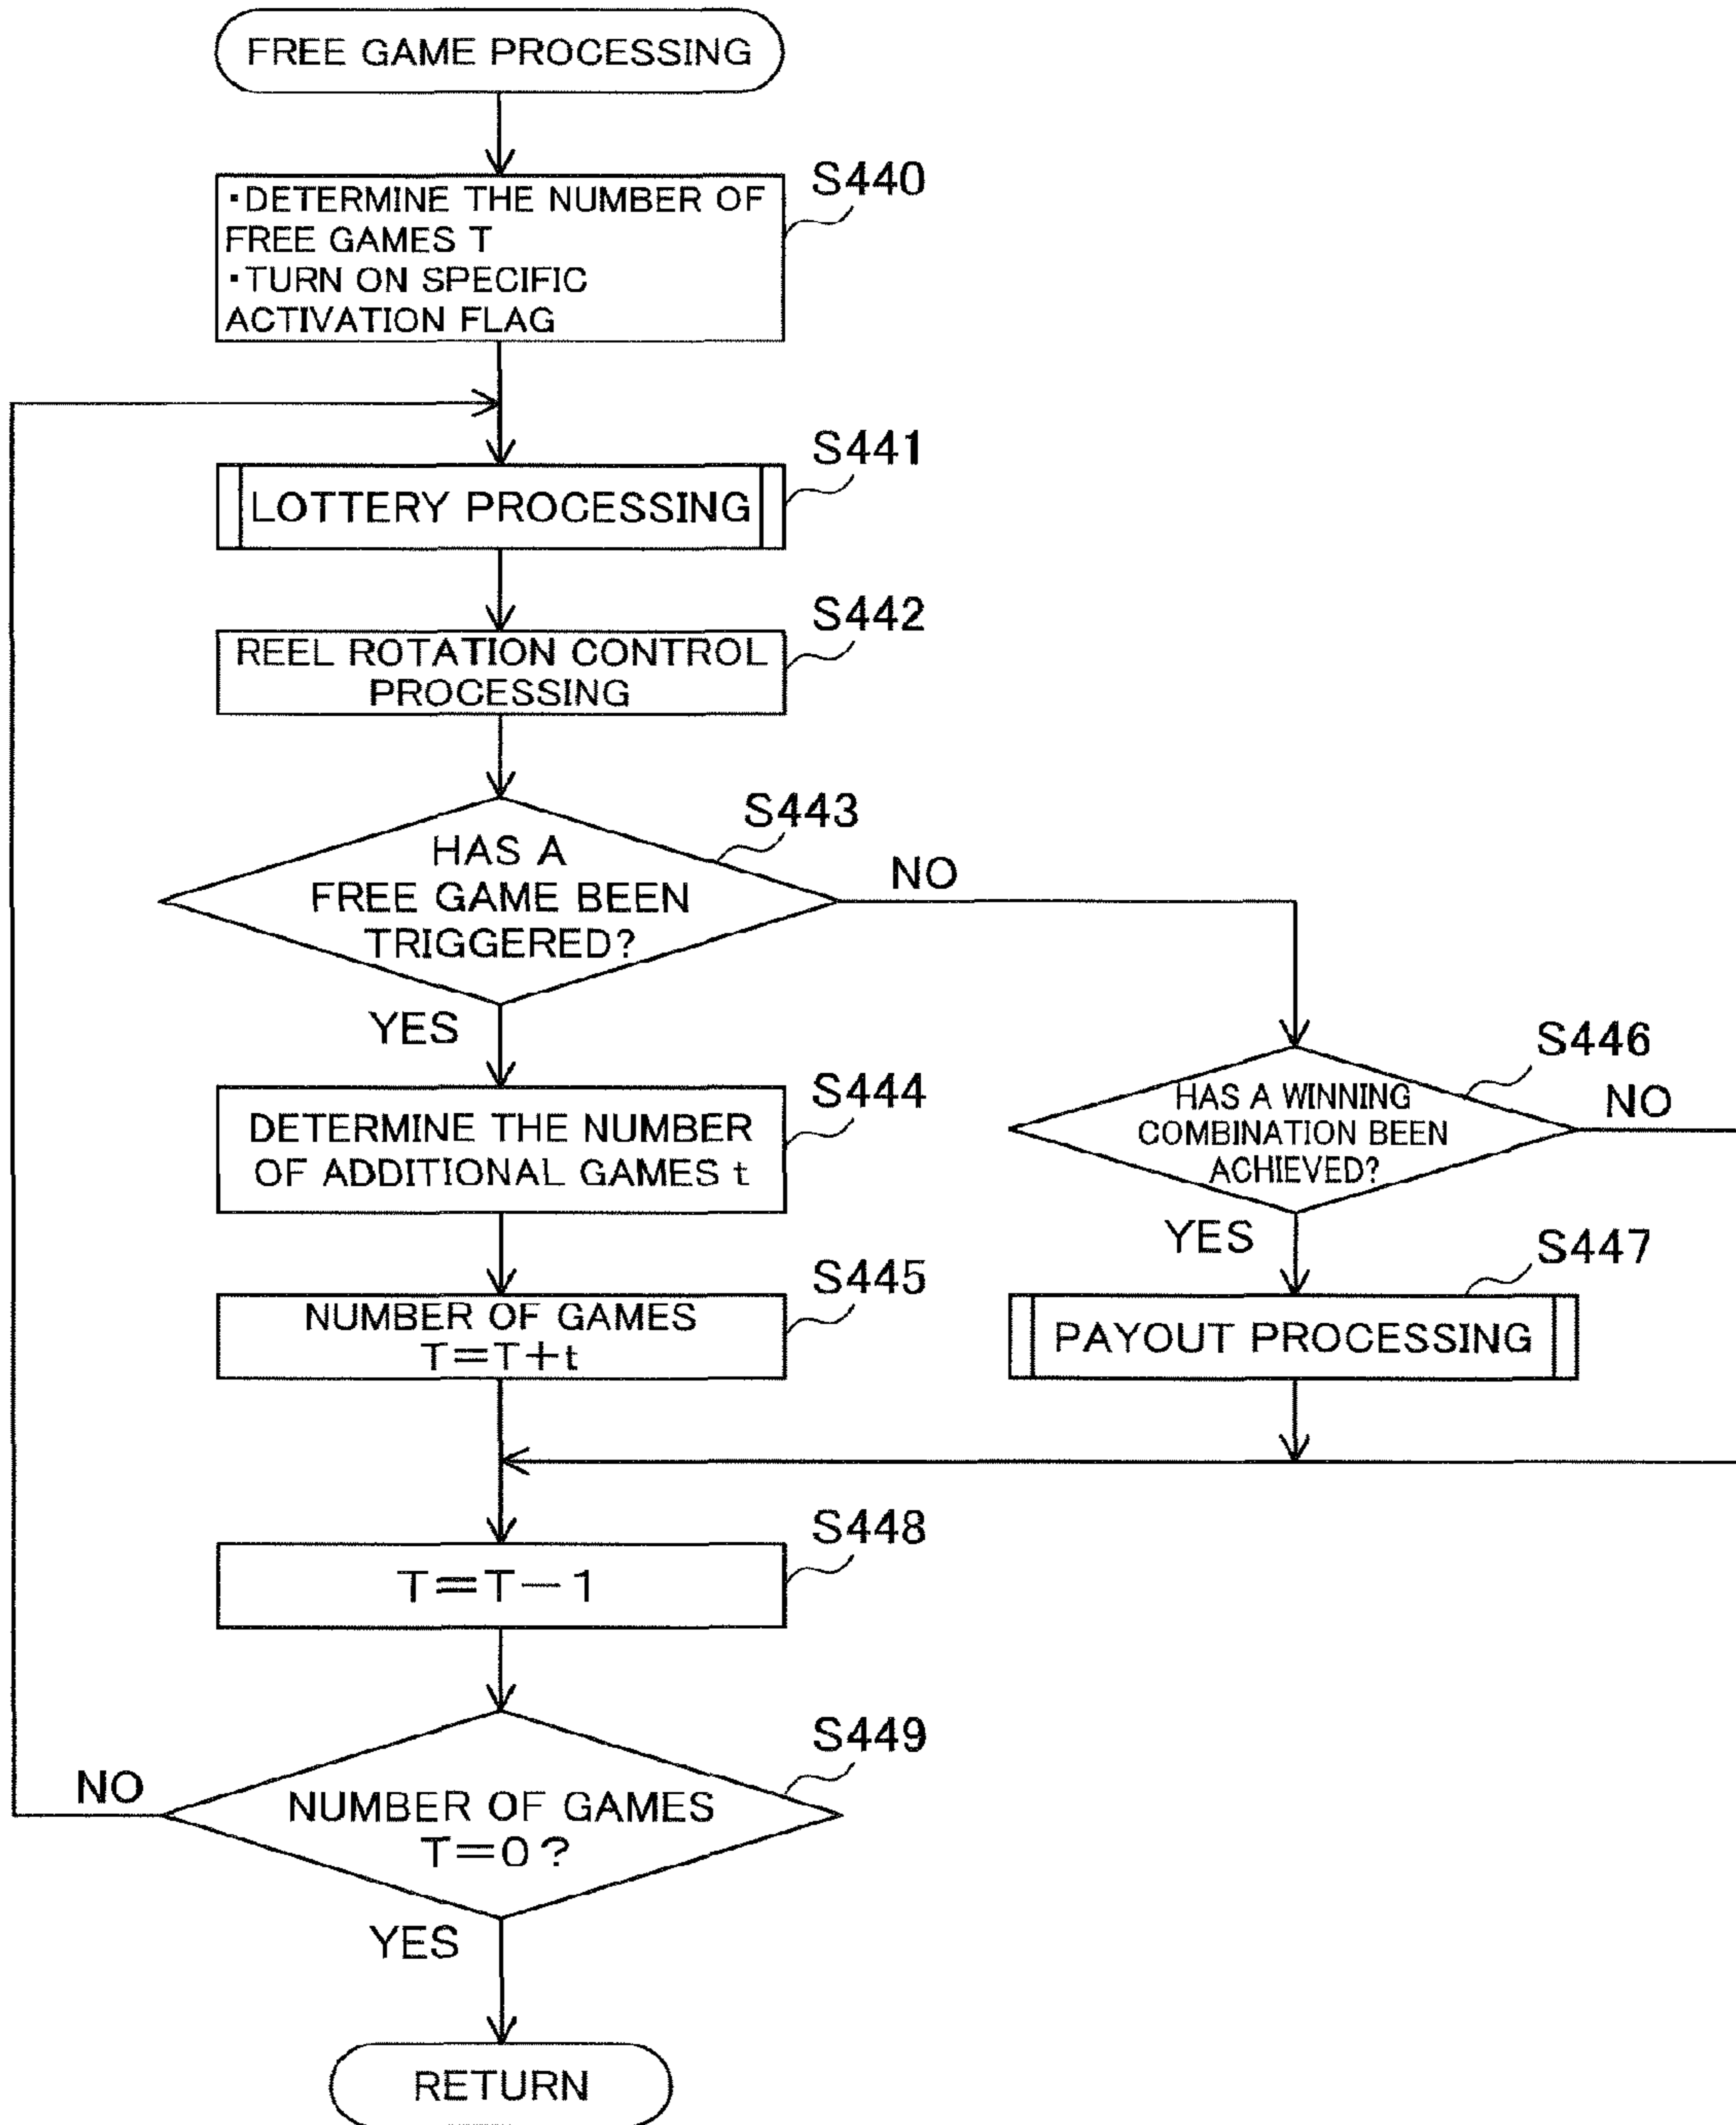 FREE GAME PROCESSING
S440
・DETERMINE THE NUMBER OF
FREE GAMES T
・TURN ON SPECIFIC
ACTIVATION FLAG
S441
LOTTERY PROCESSING
S442
REEL ROTATION CONTROL
PROCESSING
S443
HAS A
FREE GAME BEEN
TRIGGERED?
NO
YES
S444
DETERMINE THE NUMBER
OF ADDITIONAL GAMES t
S445
NUMBER OF GAMES
T=T+t
S446
HAS A WINNING
COMBINATION BEEN
ACHIEVED?
NO
YES
S447
PAYOUT PROCESSING
S448
T=T-1
S449
NUMBER OF GAMES
T=0?
NO
YES
RETURN